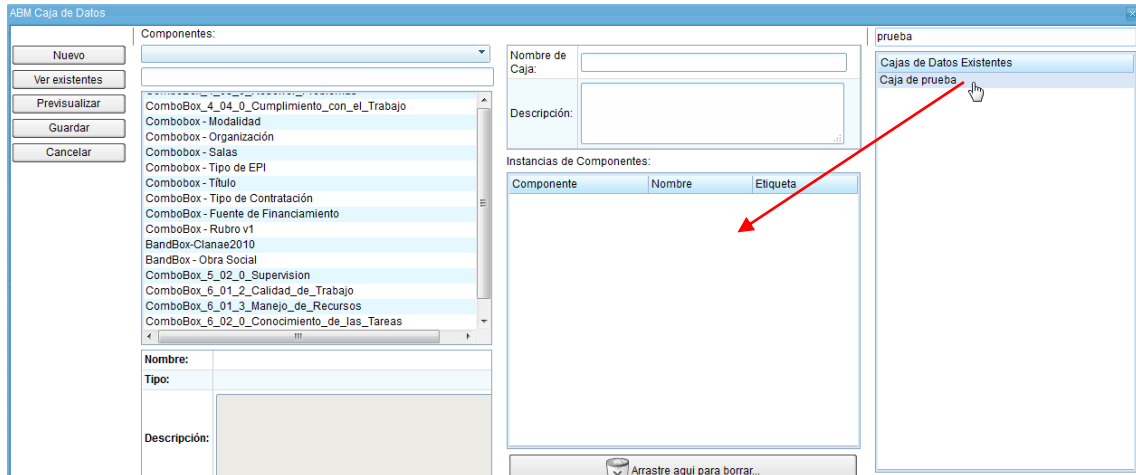 ABM Caja de Datos
Nuevo
Ver existentes
Previsualizar
Guardar
Cancelar
Componentes:
ComboBox_4_04_0_Cumplimiento_con_el_Trabajo
Combobox - Modalidad
Combobox - Organización
Combobox - Salas
Combobox - Tipo de EPI
Combobox - Título
ComboBox - Tipo de Contratación
ComboBox - Fuente de Financiamiento
ComboBox - Rubro v1
BandBox-Clanae2010
BandBox - Obra Social
ComboBox_5_02_0_Supervision
ComboBox_6_01_2_Calidad_de_Trabajo
ComboBox_6_01_3_Manejo_de_Recursos
ComboBox_6_02_0_Conocimiento_de_las_Tareas
Nombre:
Tipo:
Descripción:
Nombre de
Caja:
Descripción:
Instancias de Componentes:
Componente Nombre Etiqueta
Arrastre aqui para borrar...
prueba
Cajas de Datos Existentes
Caja de prueba